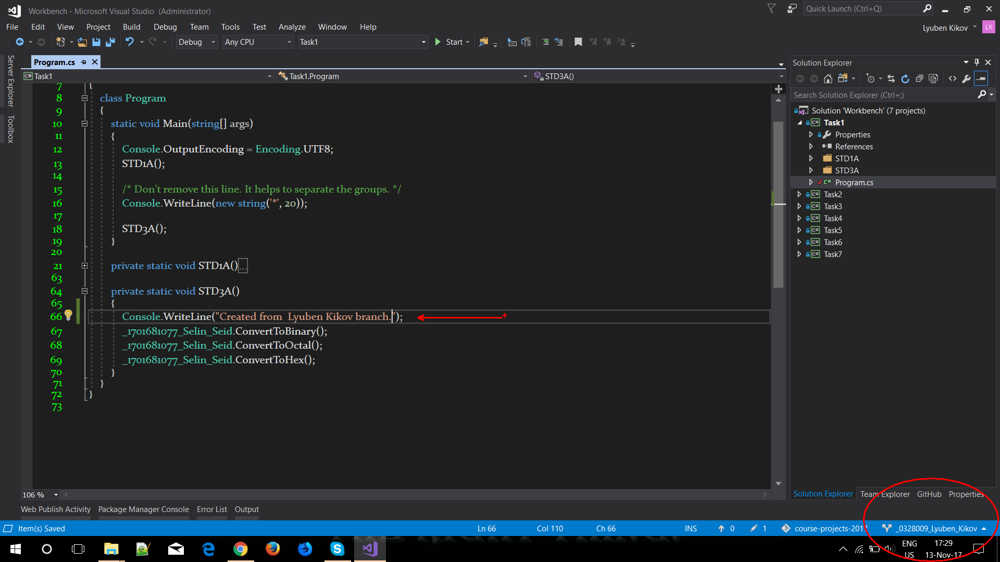 Workbench - Microsoft Visual Studio (Administrator)
Quick Launch (Ctrl+Q)
File Edit View Project Build Debug Team Tools Test Analyze Window Help
Lyuben Kikov LK
Debug Any CPU Task1 Start
Server Explorer
Toolbox
Program.cs
Task1 Task1.Program STD3A()
7 {
8 class Program
9 {
10 static void Main(string[] args)
11 {
12 Console.OutputEncoding = Encoding.UTF8;
13 STD1A();
14
15 /* Don't remove this line. It helps to separate the groups. */
16 Console.WriteLine(new string('*', 20));
17
18 STD3A();
19 }
20
21 private static void STD1A()...
63
64 private static void STD3A()
65 {
66 Console.WriteLine("Created from  Lyuben Kikov branch.");
67 _1701681077_Selin_Seid.ConvertToBinary();
68 _1701681077_Selin_Seid.ConvertToOctal();
69 _1701681077_Selin_Seid.ConvertToHex();
70 }
71 }
72 }
73
106 %
Solution Explorer
Search Solution Explorer (Ctrl+;)
Solution 'Workbench' (7 projects)
C# Task1
Properties
References
STD1A
STD3A
C# Program.cs
C# Task2
C# Task3
C# Task4
C# Task5
C# Task6
C# Task7
Solution Explorer Team Explorer GitHub Properties
Web Publish Activity Package Manager Console Error List Output
Item(s) Saved Ln 66 Col 110 Ch 66 INS 0 1 course-projects-2017 _0328009_Lyuben_Kikov
ENG
US
17:29
13-Nov-17